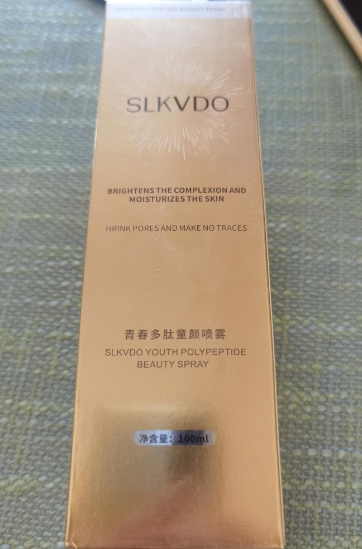 SLKVDO
BRIGHTENS THE COMPLEXION AND
MOISTURIZES THE SKIN
HRINK PORES AND MAKE NO TRACES
青春多肽童颜喷雾
SLKVDO YOUTH POLYPEPTIDE
BEAUTY SPRAY
净含量：100ml